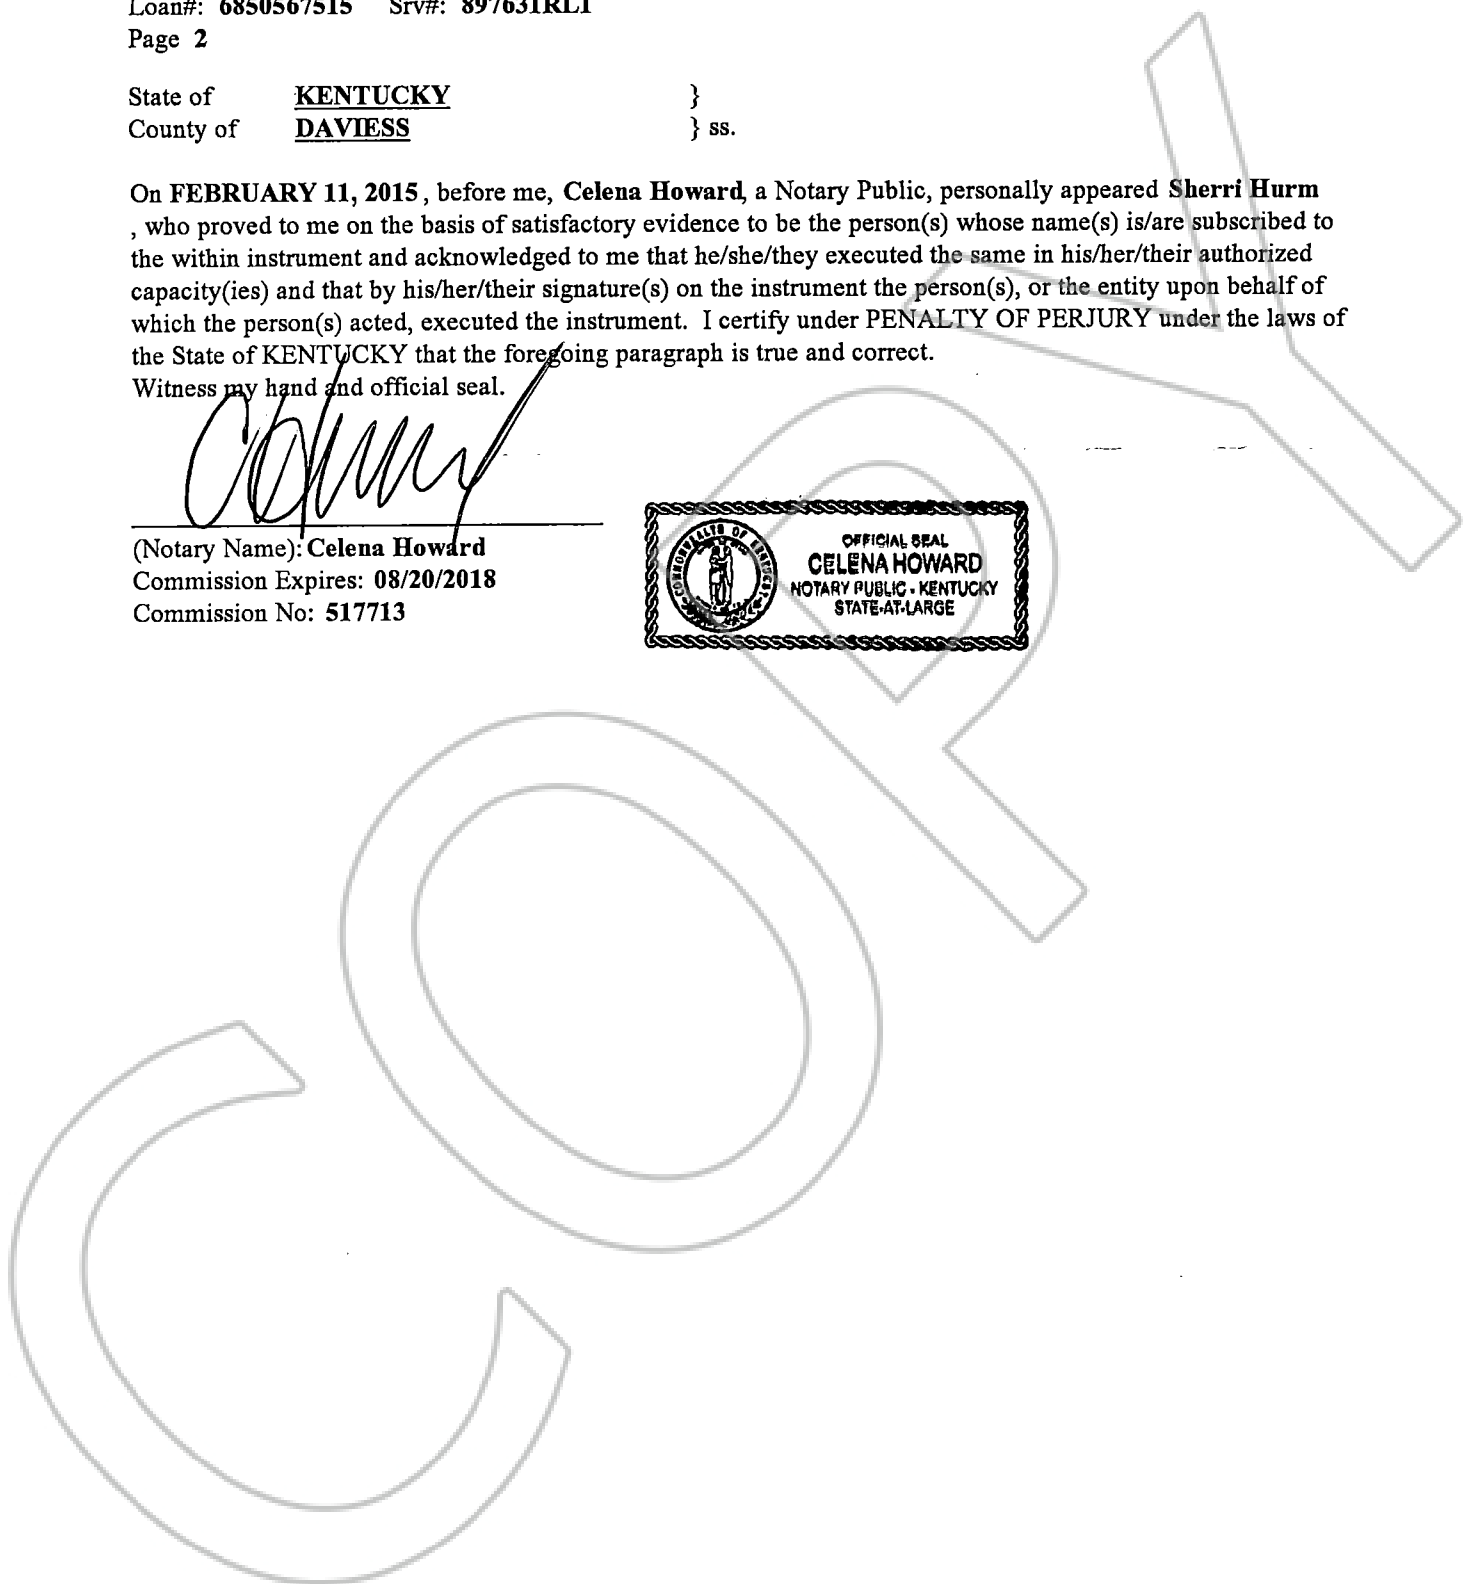 Loan#: 6850567515 Srv#: 897631RL1
Page 2
State of KENTUCKY }
County of DAVIESS } ss.
On FEBRUARY 11, 2015, before me, Celena Howard, a Notary Public, personally appeared Sherri Hurm
, who proved to me on the basis of satisfactory evidence to be the person(s) whose name(s) is/are subscribed to
the within instrument and acknowledged to me that he/she/they executed the same in his/her/their authorized
capacity(ies) and that by his/her/their signature(s) on the instrument the person(s), or the entity upon behalf of
which the person(s) acted, executed the instrument. I certify under PENALTY OF PERJURY under the laws of
the State of KENTUCKY that the foregoing paragraph is true and correct.
Witness my hand and official seal.
(Notary Name): Celena Howard
Commission Expires: 08/20/2018
Commission No: 517713
COMMONWEALTH OF KENTUCKY
OFFICIAL SEAL
CELENA HOWARD
NOTARY PUBLIC - KENTUCKY
STATE-AT-LARGE
COPY